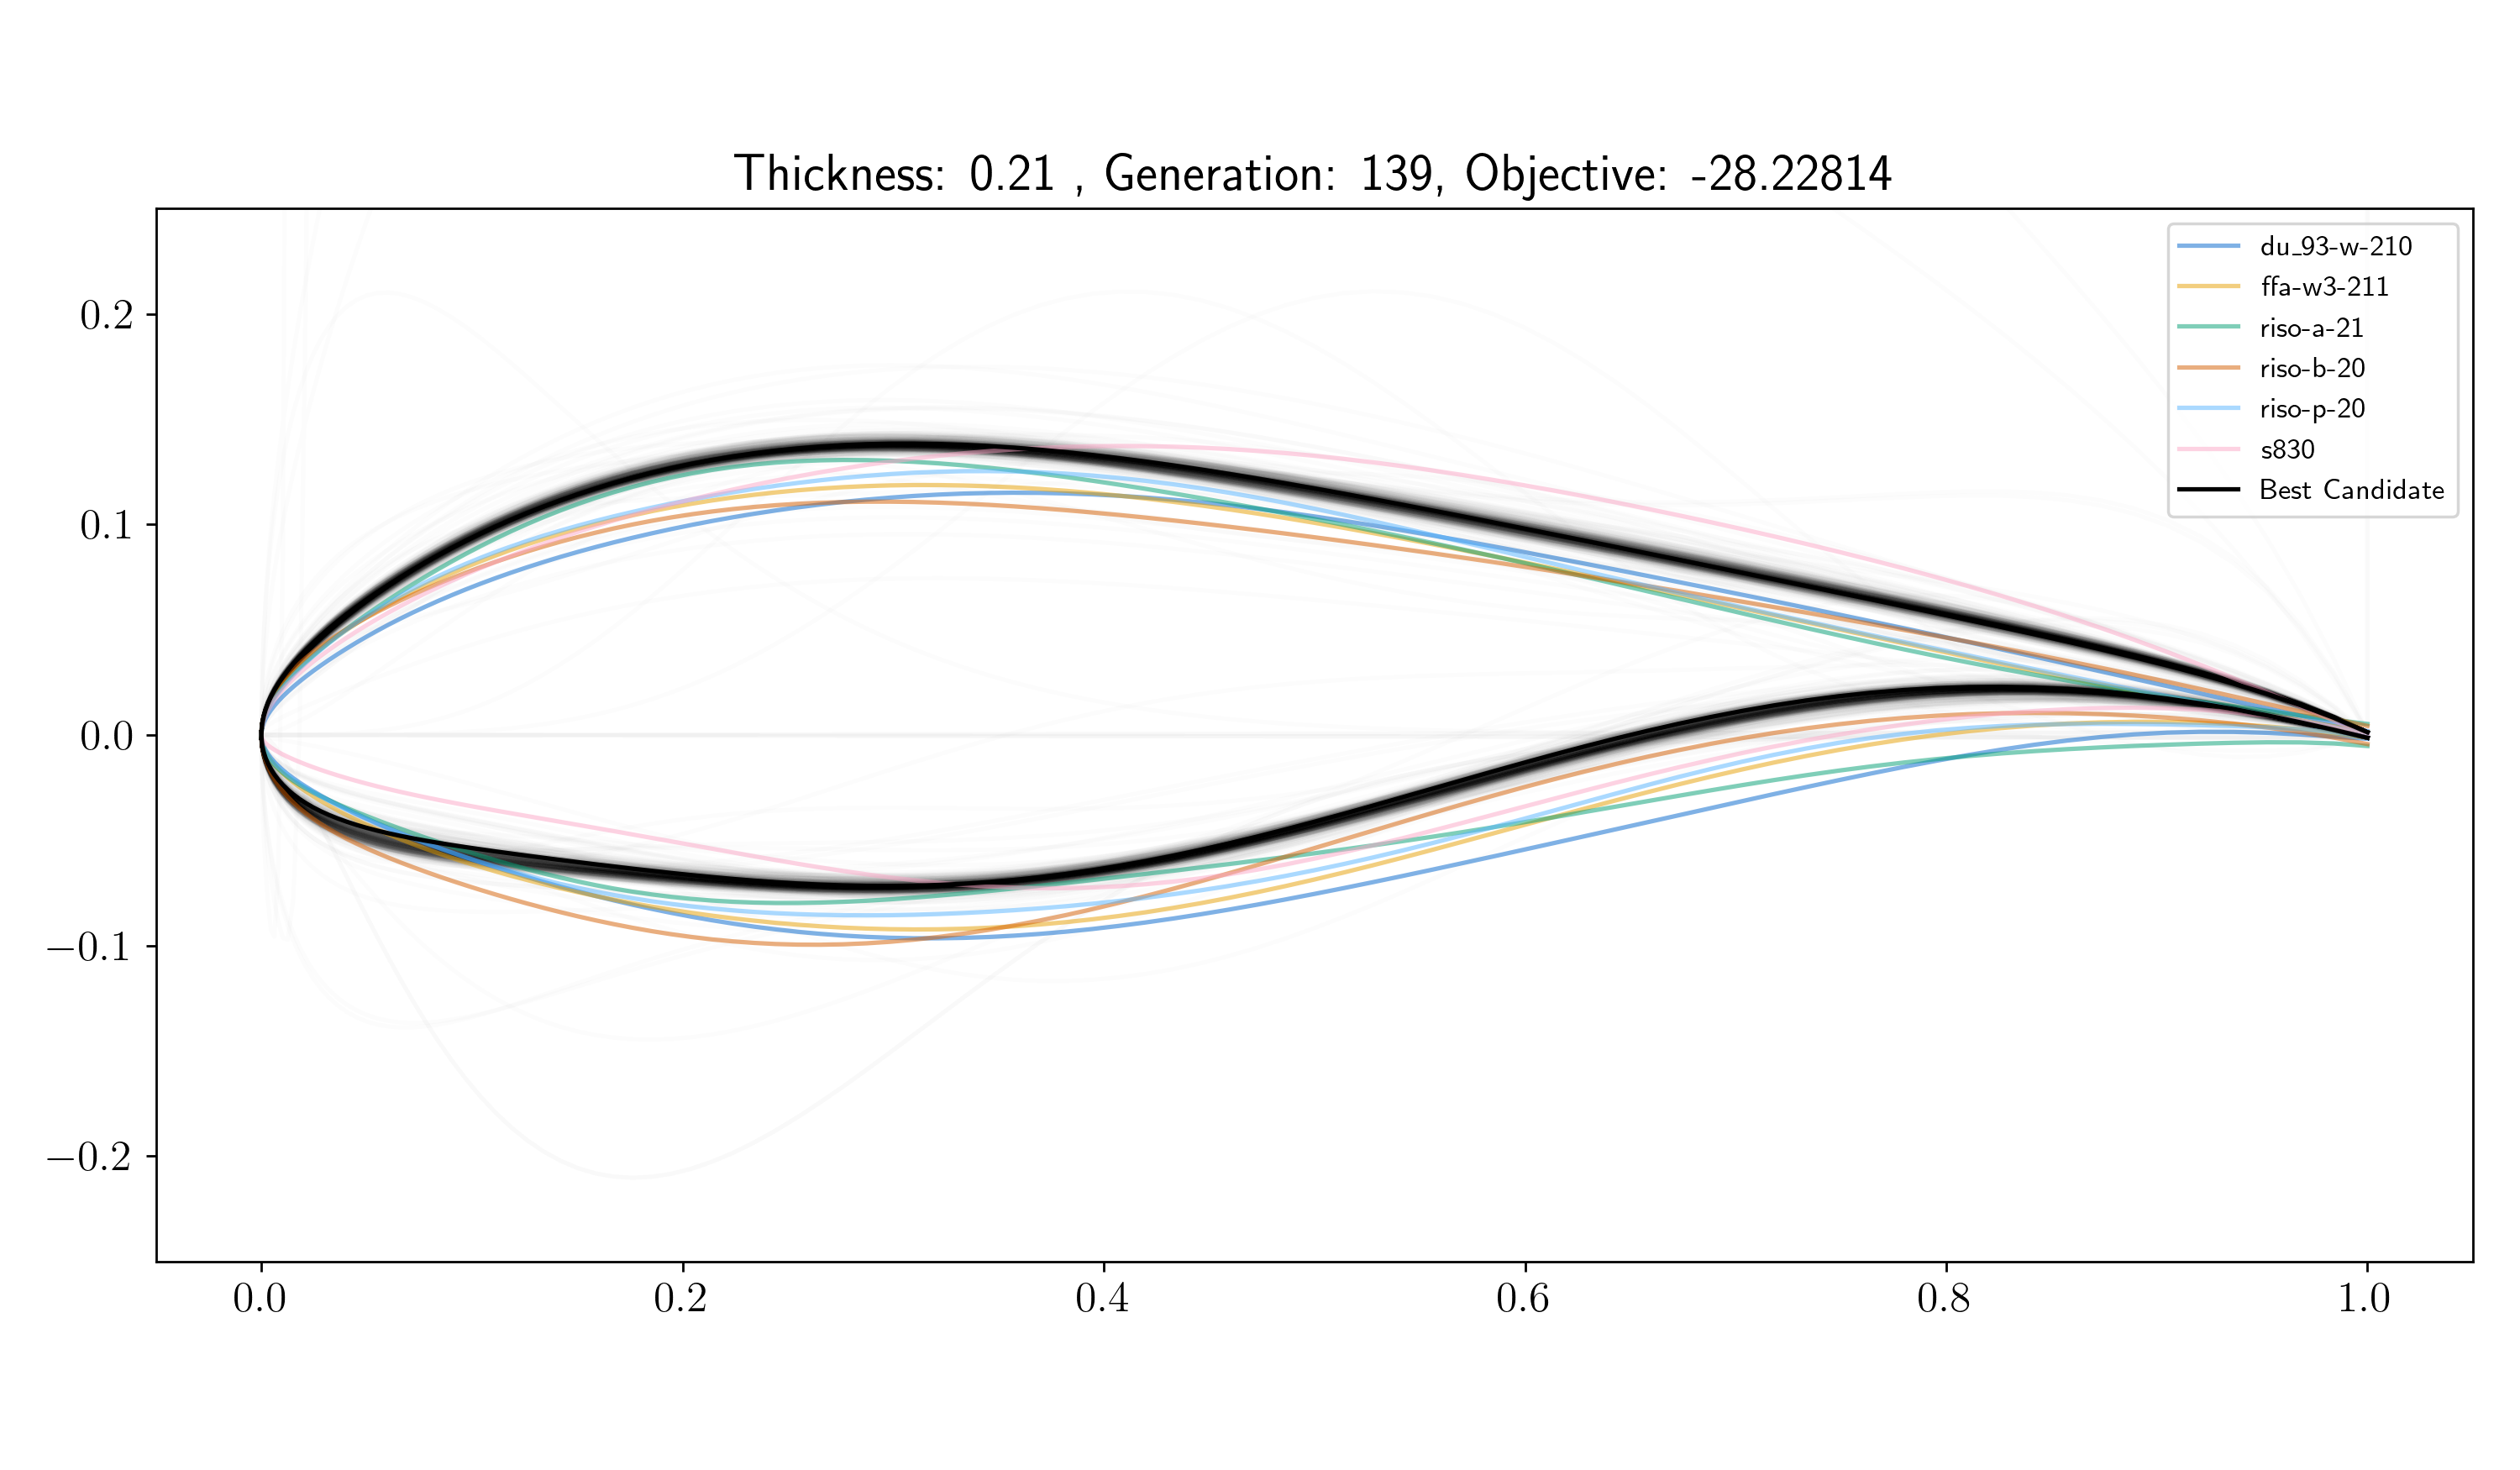 Thickness: 0.21 , Generation: 139, Objective: -28.22814
du_93-w-210
ffa-w3-211
riso-a-21
riso-b-20
riso-p-20
s830
Best Candidate
0.2
0.1
0.0
−0.1
−0.2
0.0 0.2 0.4 0.6 0.8 1.0